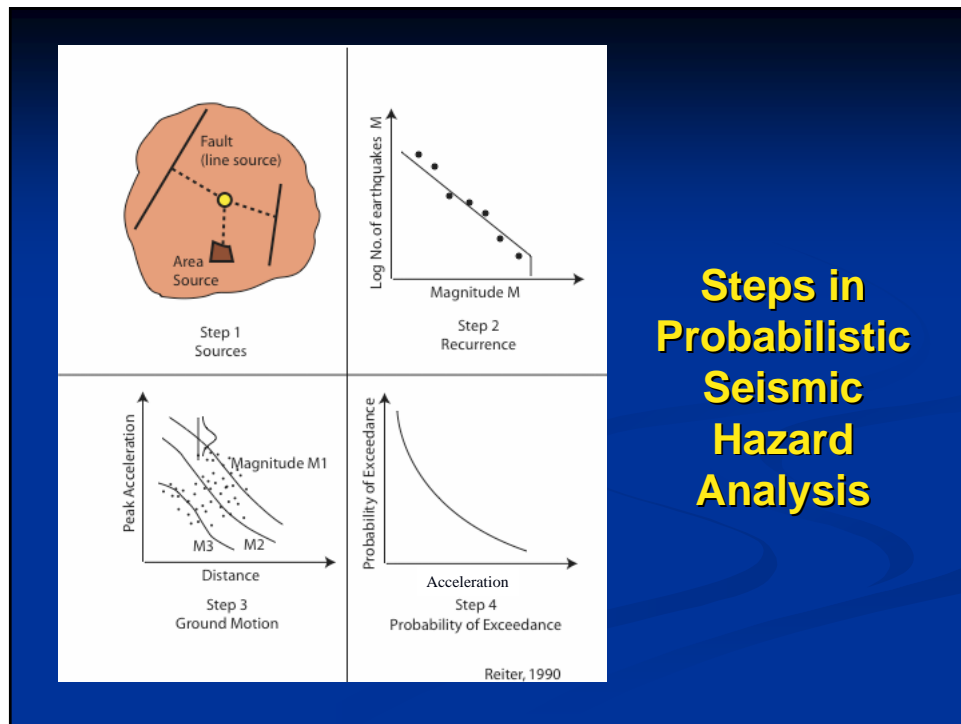 Fault
(line source)
Area
Source
Step 1
Sources
Log No. of earthquakes M
Magnitude M
Step 2
Recurrence
Peak Acceleration
Magnitude M1
M3
M2
Distance
Step 3
Ground Motion
Probability of Exceedance
Acceleration
Step 4
Probability of Exceedance
Reiter, 1990
Steps in
Probabilistic
Seismic
Hazard
Analysis